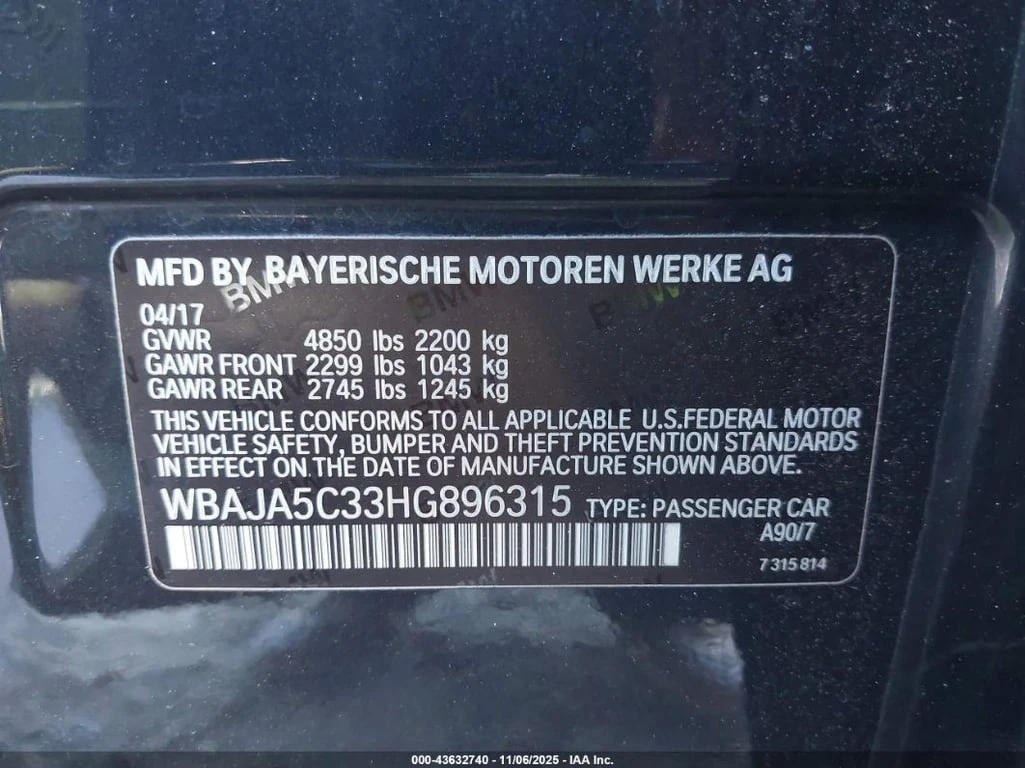 MFD BY BAYERISCHE MOTOREN WERKE AG
04/17
GVWR 4850 lbs 2200 kg
GAWR FRONT 2299 lbs 1043 kg
GAWR REAR 2745 lbs 1245 kg
THIS VEHICLE CONFORMS TO ALL APPLICABLE U.S.FEDERAL MOTOR
VEHICLE SAFETY, BUMPER AND THEFT PREVENTION STANDARDS
IN EFFECT ON THE DATE OF MANUFACTURE SHOWN ABOVE.
WBAJA5C33HG896315 TYPE: PASSENGER CAR
A90/7
7 315 814
000-43632740 - 11/06/2025 - IAA Inc.